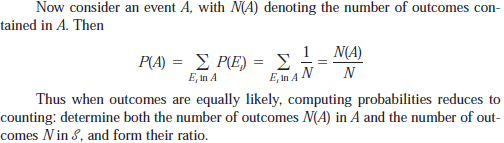 Now consider an event A, with N(A) denoting the number of outcomes con-
tained in A. Then
P(A) = ∑ P(Eᵢ) = ∑ 1/N = N(A)/N
Eᵢ in A Eᵢ in A
Thus when outcomes are equally likely, computing probabilities reduces to
counting: determine both the number of outcomes N(A) in A and the number of out-
comes N in 𝒮, and form their ratio.